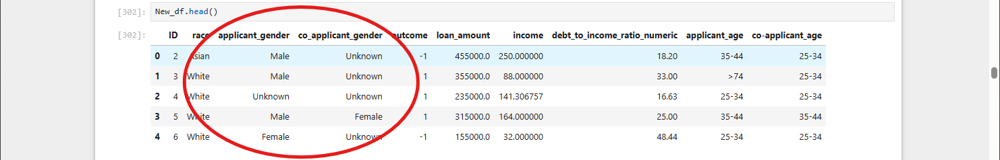 [302]: New_df.head()
[302]: ID race applicant_gender co_applicant_gender outcome loan_amount income debt_to_income_ratio_numeric applicant_age co-applicant_age
0 2 Asian Male Unknown -1 455000.0 250.000000 18.20 35-44 25-34
1 3 White Male Unknown 1 355000.0 88.000000 33.00 >74 25-34
2 4 White Unknown Unknown 1 235000.0 141.306757 16.63 25-34 25-34
3 5 White Male Female 1 315000.0 164.000000 25.00 35-44 35-44
4 6 White Female Unknown -1 155000.0 32.000000 48.44 25-34 25-34